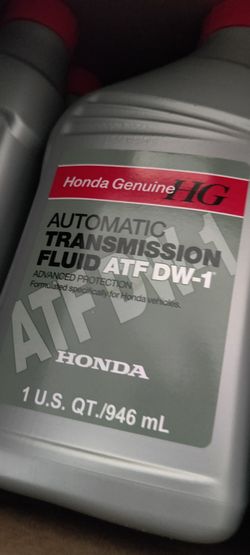 Honda Genuine HG
AUTOMATIC
TRANSMISSION
FLUID ATF DW-1
ADVANCED PROTECTION
Formulated specifically for Honda vehicles.
ATF DW-1
HONDA
1 U.S. QT./946 mL